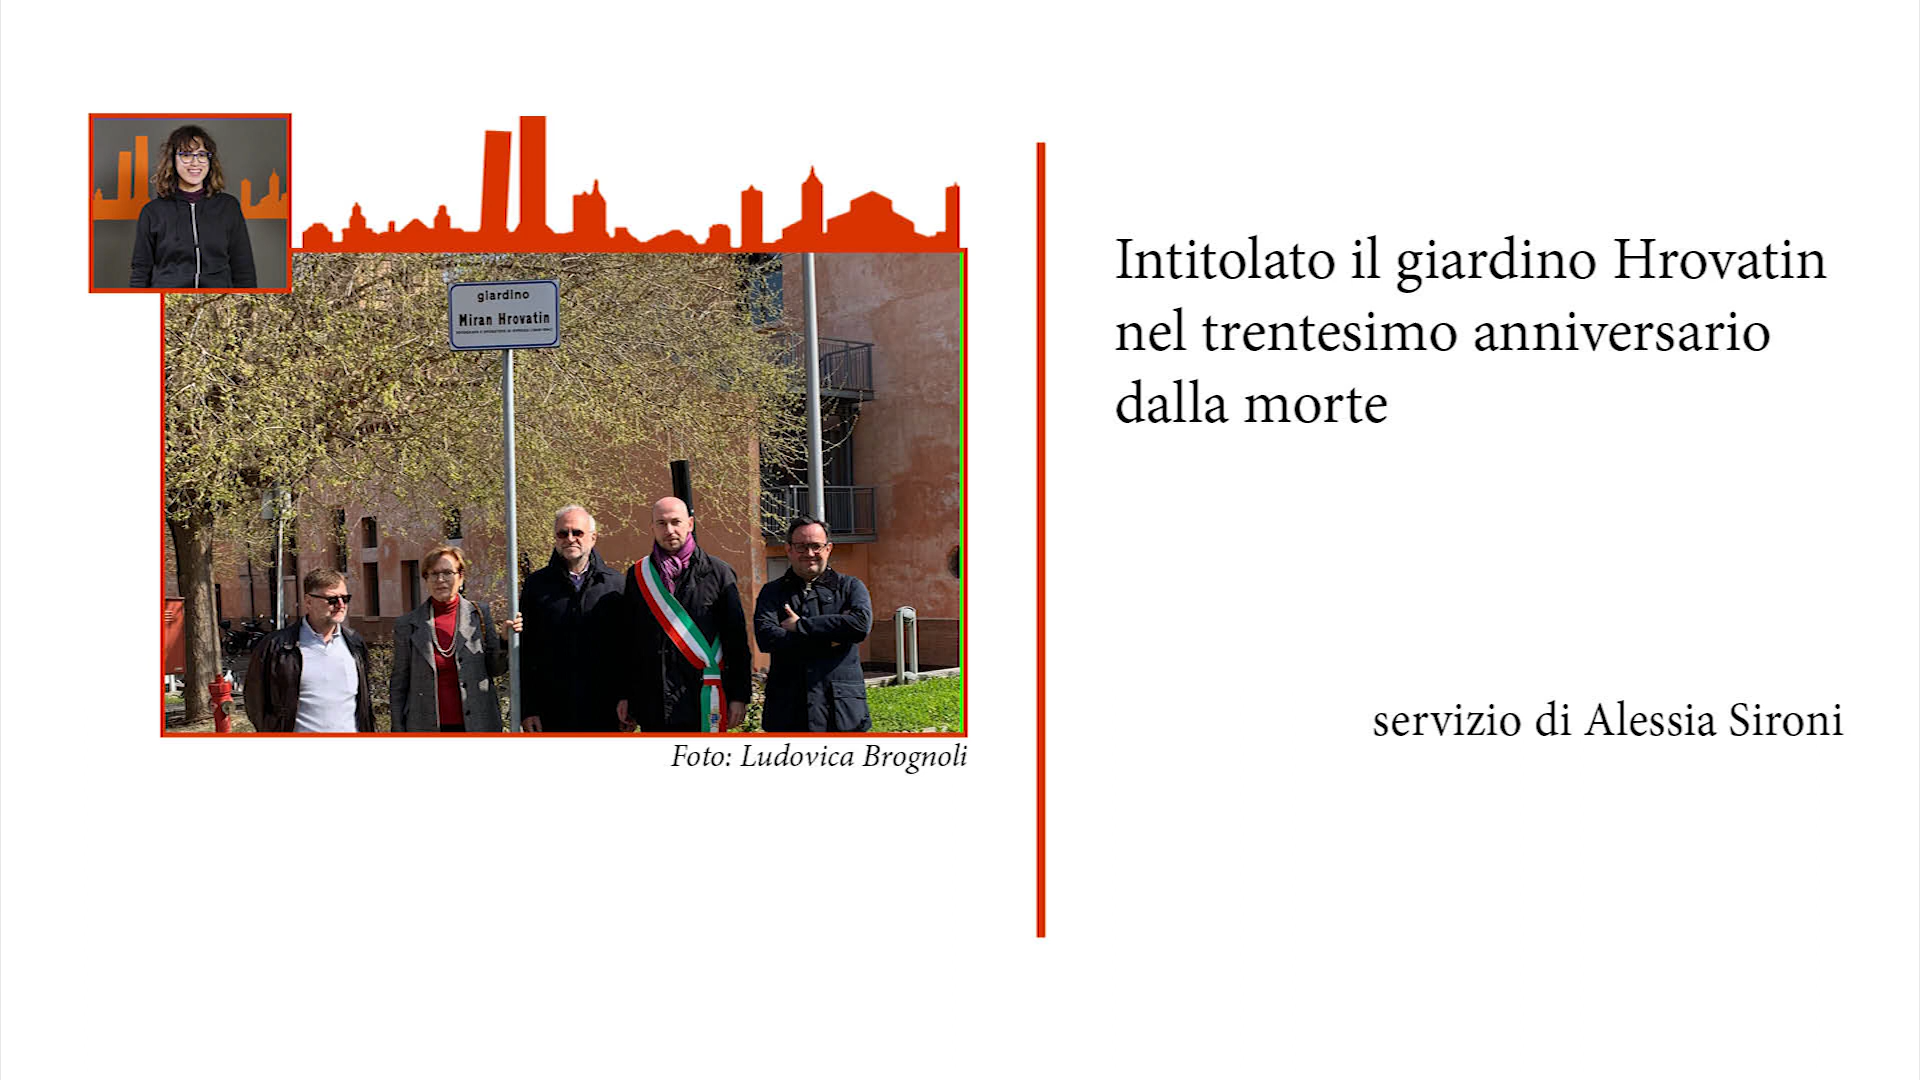 giardino
Miran Hrovatin
Intitolato il giardino Hrovatin
nel trentesimo anniversario
dalla morte
servizio di Alessia Sironi
Foto: Ludovica Brognoli